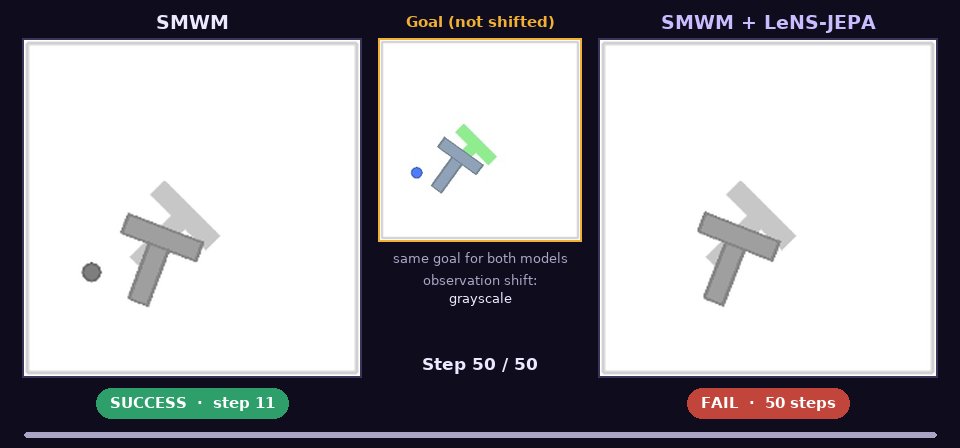 SMWM
Goal (not shifted)
SMWM + LeNS-JEPA
same goal for both models
observation shift:
grayscale
Step 50 / 50
SUCCESS · step 11
FAIL · 50 steps